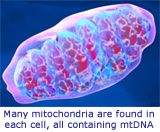 Many mitochondria are found in
each cell, all containing mtDNA